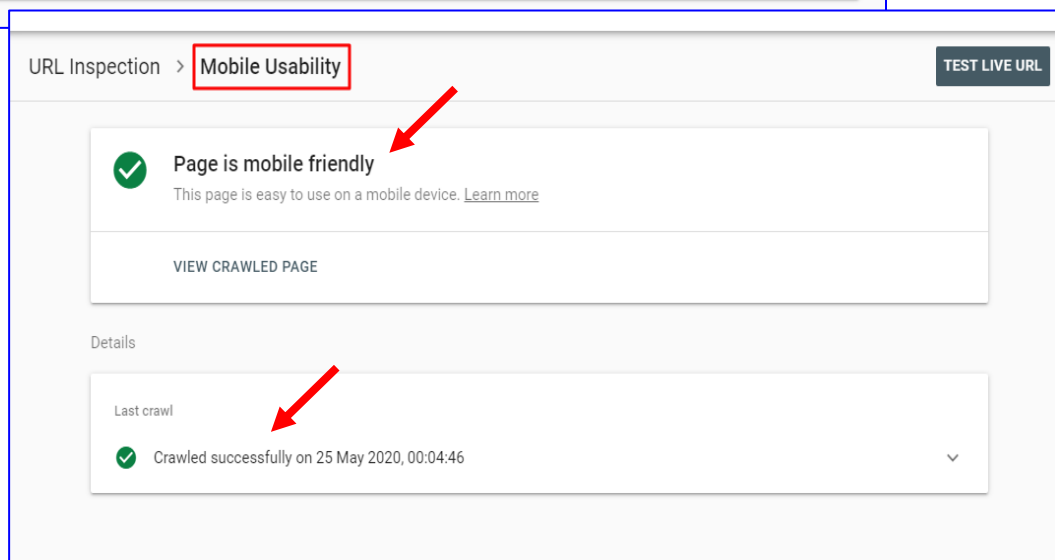 URL Inspection > Mobile Usability
TEST LIVE URL
Page is mobile friendly
This page is easy to use on a mobile device. Learn more
VIEW CRAWLED PAGE
Details
Last crawl
Crawled successfully on 25 May 2020, 00:04:46